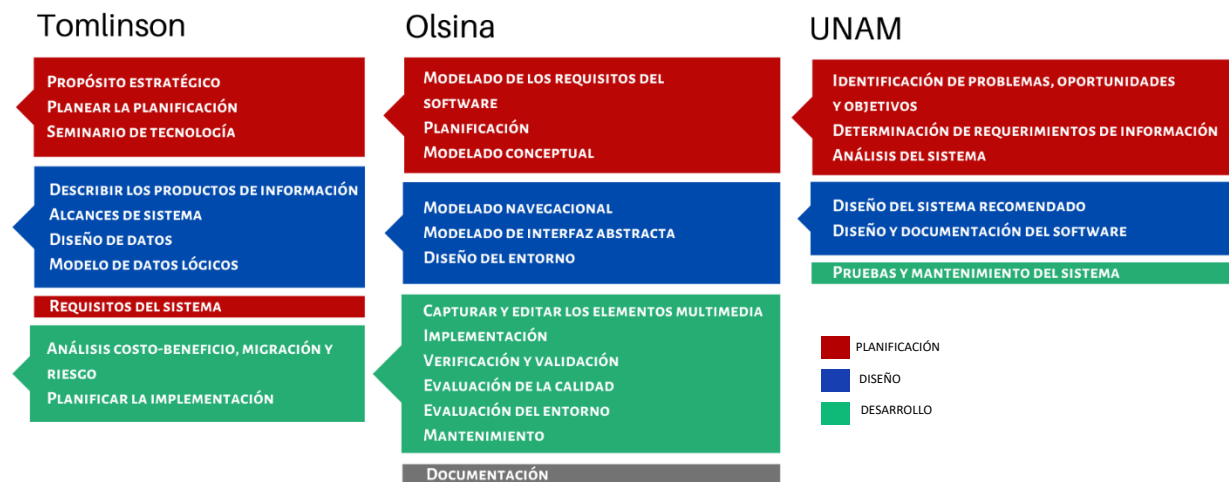 Tomlinson
Propósito estratégico
Planear la planificación
Seminario de tecnología
Describir los productos de información
Alcances de sistema
Diseño de datos
Modelo de datos lógicos
Requisitos del sistema
Análisis costo-beneficio, migración y
riesgo
Planificar la implementación
Olsina
Modelado de los requisitos del
software
Planificación
Modelado conceptual
Modelado navegacional
Modelado de interfaz abstracta
Diseño del entorno
Capturar y editar los elementos multimedia
Implementación
Verificación y validación
Evaluación de la calidad
Evaluación del entorno
Mantenimiento
Documentación
UNAM
Identificación de problemas, oportunidades
y objetivos
Determinación de requerimientos de información
Análisis del sistema
Diseño del sistema recomendado
Diseño y documentación del software
Pruebas y mantenimiento del sistema
PLANIFICACIÓN
DISEÑO
DESARROLLO